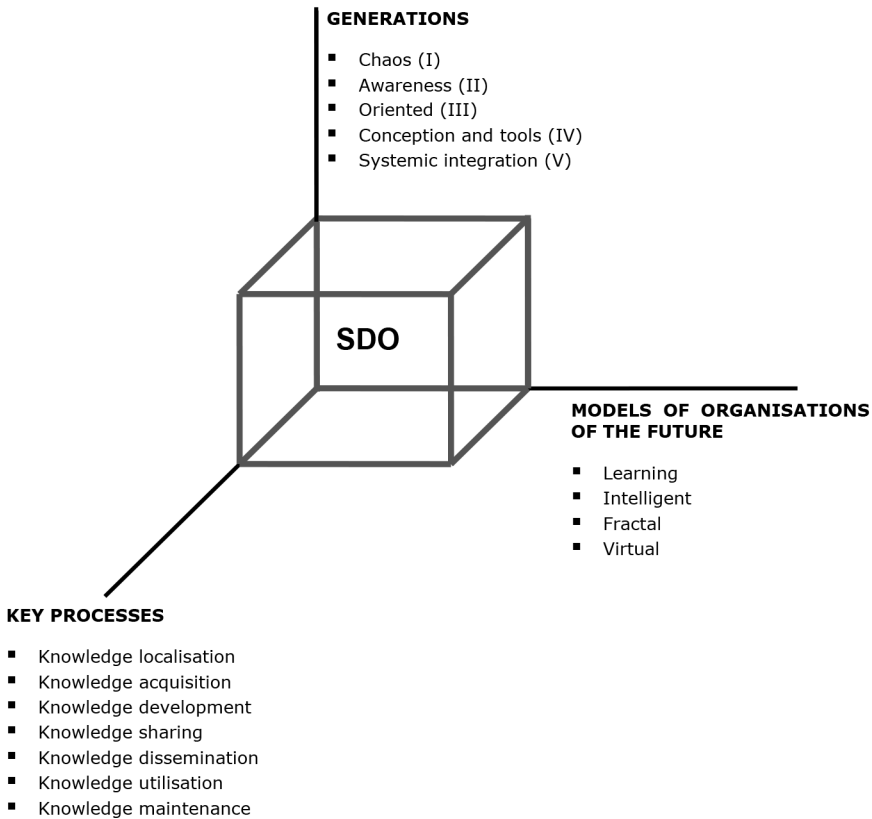 GENERATIONS
▪ Chaos (I)
▪ Awareness (II)
▪ Oriented (III)
▪ Conception and tools (IV)
▪ Systemic integration (V)
SDO
MODELS OF ORGANISATIONS
OF THE FUTURE
▪ Learning
▪ Intelligent
▪ Fractal
▪ Virtual
KEY PROCESSES
▪ Knowledge localisation
▪ Knowledge acquisition
▪ Knowledge development
▪ Knowledge sharing
▪ Knowledge dissemination
▪ Knowledge utilisation
▪ Knowledge maintenance